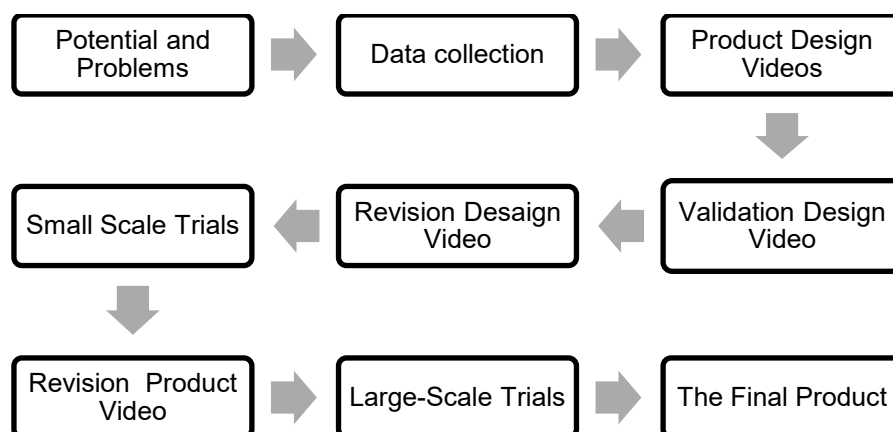 Potential and
Problems
Data collection
Product Design
Videos
Validation Design
Video
Revision Desaign
Video
Small Scale Trials
Revision Product
Video
Large-Scale Trials
The Final Product